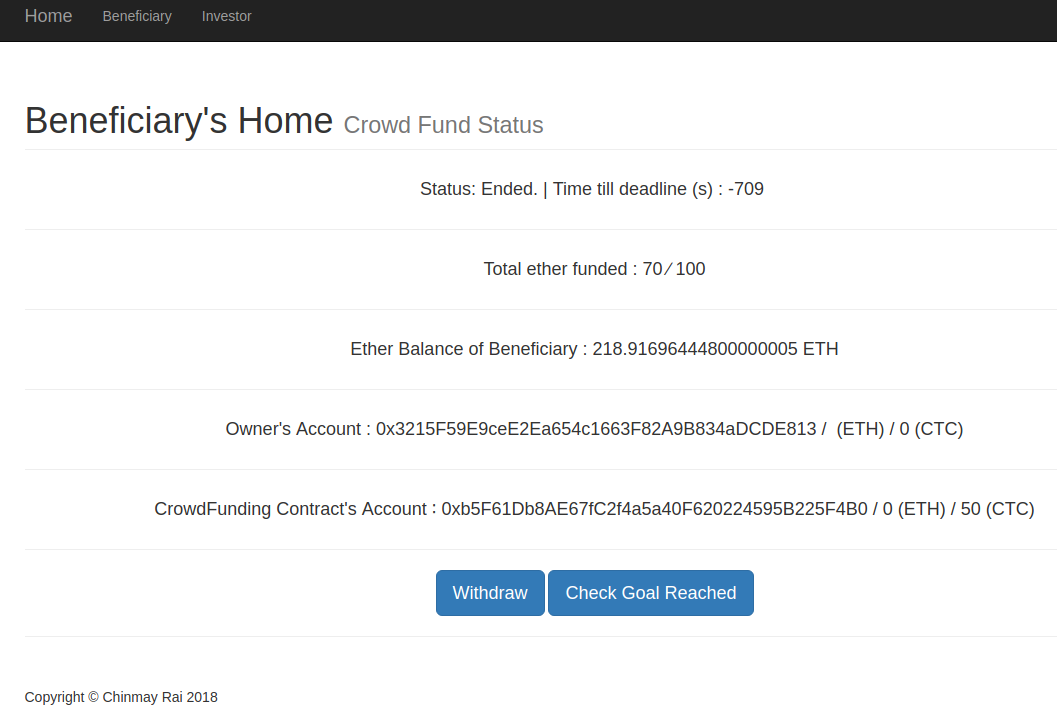 Home Beneficiary Investor
Beneficiary's Home Crowd Fund Status
Status: Ended. | Time till deadline (s) : -709
Total ether funded : 70 ⁄ 100
Ether Balance of Beneficiary : 218.91696444800000005 ETH
Owner's Account : 0x3215F59E9ceE2Ea654c1663F82A9B834aDCDE813 / (ETH) / 0 (CTC)
CrowdFunding Contract's Account : 0xb5F61Db8AE67fC2f4a5a40F620224595B225F4B0 / 0 (ETH) / 50 (CTC)
Withdraw Check Goal Reached
Copyright © Chinmay Rai 2018